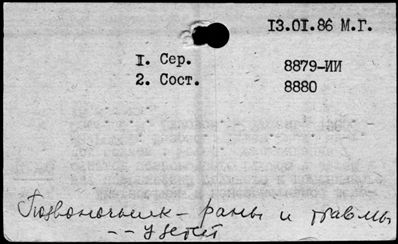 13.01.86 М.Г.
1. Сер. 8879-ИИ
2. Сост. 8880
Позвоночник - раны и травмы
-- у детей